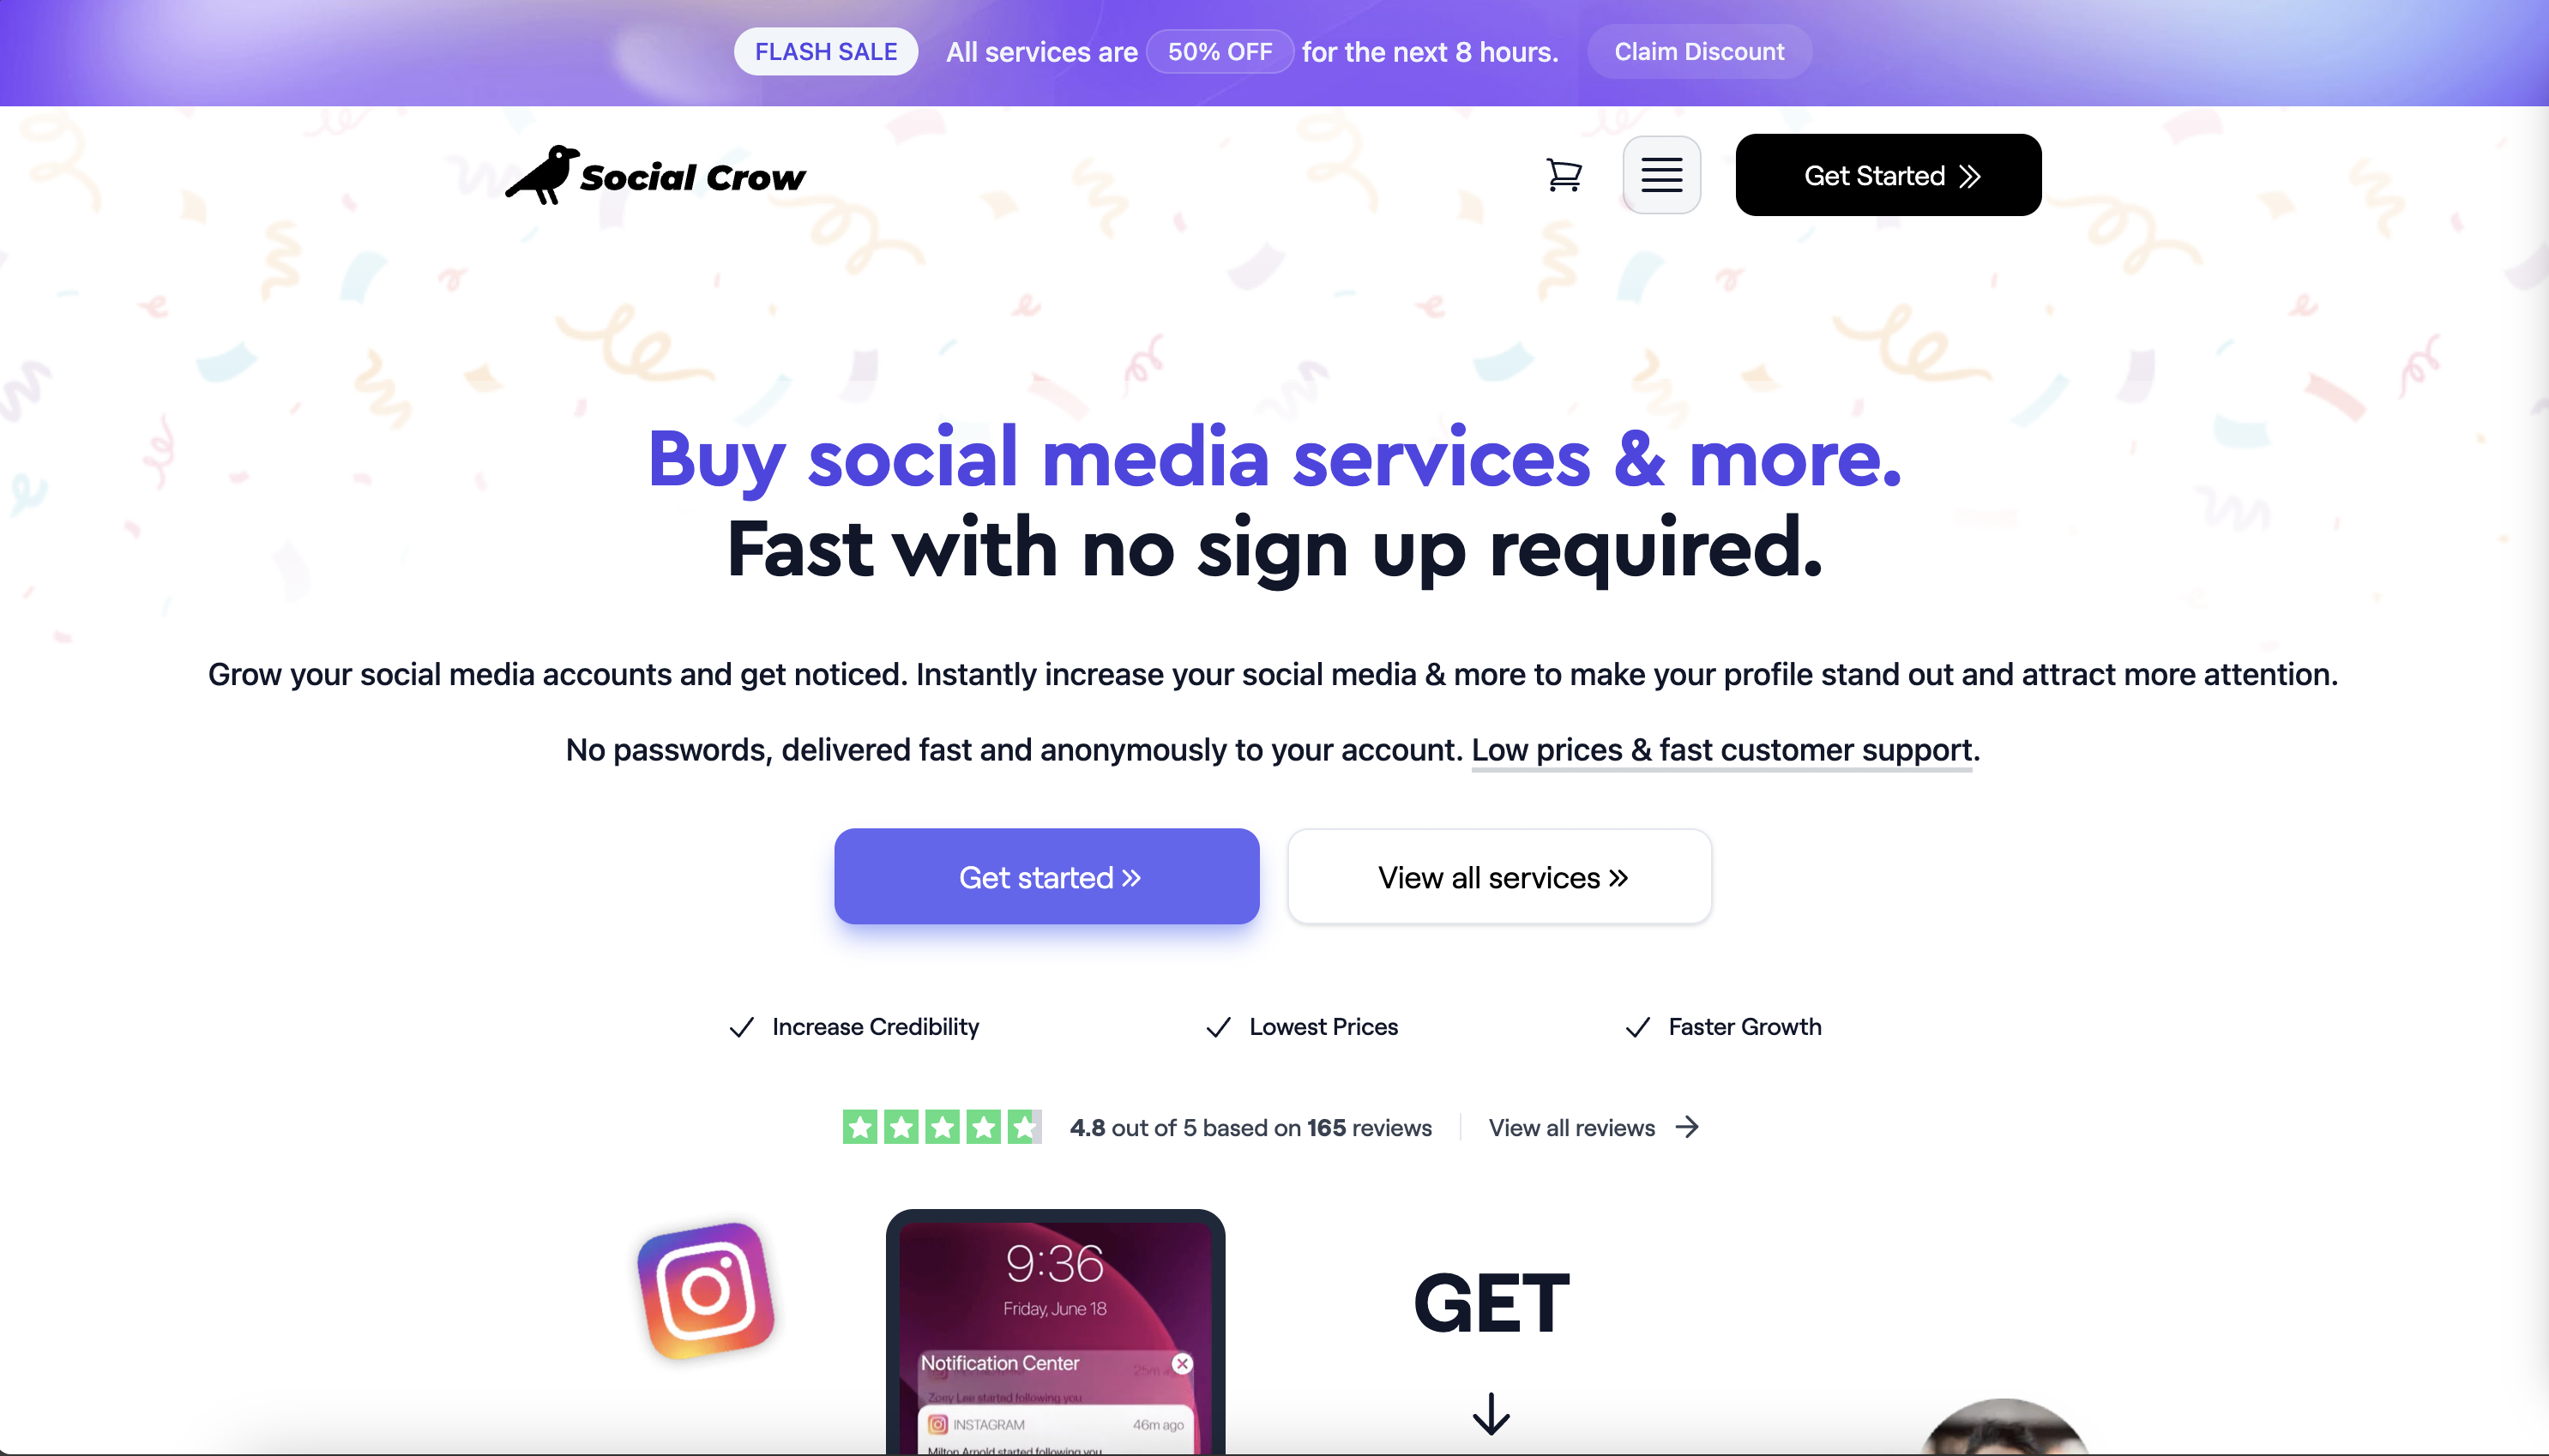 FLASH SALE All services are 50% OFF for the next 8 hours. Claim Discount
Social Crow
Get Started
Buy social media services & more.
Fast with no sign up required.
Grow your social media accounts and get noticed. Instantly increase your social media & more to make your profile stand out and attract more attention.
No passwords, delivered fast and anonymously to your account. Low prices & fast customer support.
Get started »
View all services »
Increase Credibility
Lowest Prices
Faster Growth
4.8 out of 5 based on 165 reviews
View all reviews →
9:36
Friday, June 18
Notification Center
25m ago
Zoey Lee started following you
INSTAGRAM 46m ago
Milton Arnold started following you
GET